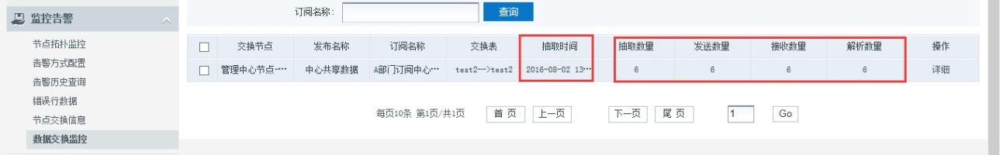 订阅名称：
查询
监控告警
节点拓扑监控
告警方式配置
告警历史查询
错误行数据
节点交换信息
数据交换监控
交换节点 发布名称 订阅名称 交换表 抽取时间 抽取数量 发送数量 接收数量 解析数量 操作
管理中心节点-··· 中心共享数据 A部门订阅中心··· test2-->test2 2016-08-02 13··· 6 6 6 6 详细
每页10条 第1页/共1页 首 页 上一页 下一页 尾 页 1 Go